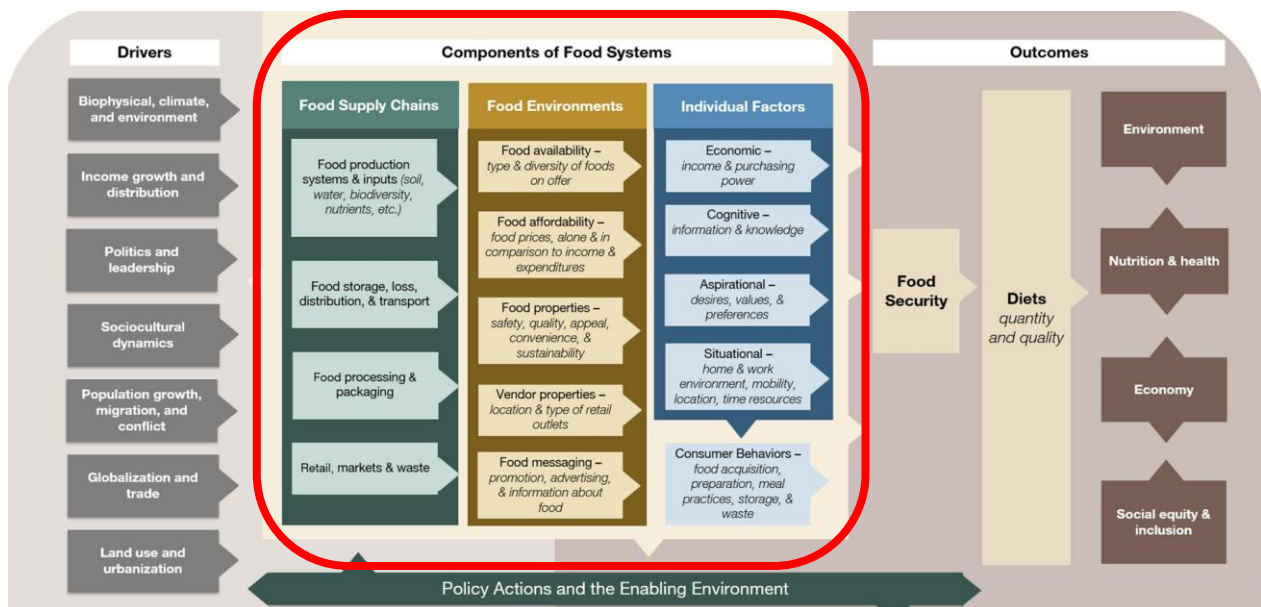 Drivers
Components of Food Systems
Outcomes
Biophysical, climate,
and environment
Income growth and
distribution
Politics and
leadership
Sociocultural
dynamics
Population growth,
migration, and
conflict
Globalization and
trade
Land use and
urbanization
Food Supply Chains
Food production
systems & inputs (soil,
water, biodiversity,
nutrients, etc.)
Food storage, loss,
distribution, & transport
Food processing &
packaging
Retail, markets & waste
Food Environments
Food availability –
type & diversity of foods
on offer
Food affordability –
food prices, alone & in
comparison to income &
expenditures
Food properties –
safety, quality, appeal,
convenience, &
sustainability
Vendor properties –
location & type of retail
outlets
Food messaging –
promotion, advertising,
& information about
food
Individual Factors
Economic –
income & purchasing
power
Cognitive –
information & knowledge
Aspirational –
desires, values, &
preferences
Situational –
home & work
environment, mobility,
location, time resources
Consumer Behaviors –
food acquisition,
preparation, meal
practices, storage, &
waste
Food
Security
Diets
quantity
and quality
Environment
Nutrition & health
Economy
Social equity &
inclusion
Policy Actions and the Enabling Environment